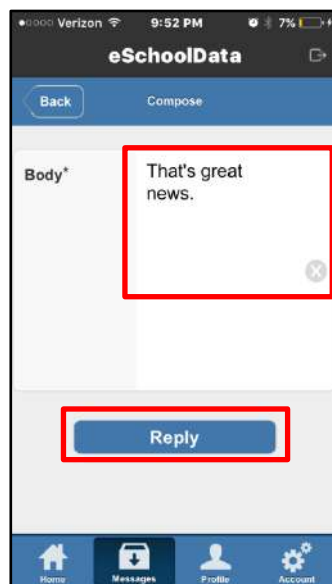 ●○○○○ Verizon 9:52 PM 7%
eSchoolData
Back Compose
Body* That's great
news.
Reply
Home Messages Profile Account